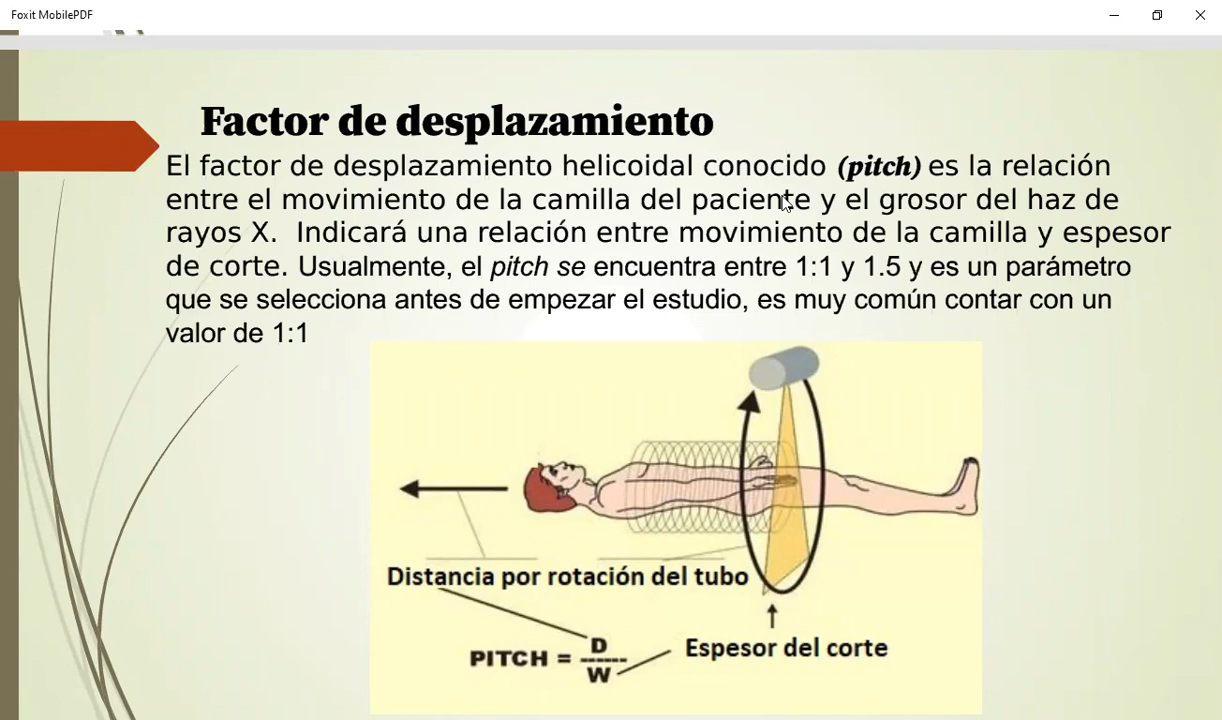 Foxit MobilePDF
Factor de desplazamiento
El factor de desplazamiento helicoidal conocido (pitch) es la relación
entre el movimiento de la camilla del paciente y el grosor del haz de
rayos X. Indicará una relación entre movimiento de la camilla y espesor
de corte. Usualmente, el pitch se encuentra entre 1:1 y 1.5 y es un parámetro
que se selecciona antes de empezar el estudio, es muy común contar con un
valor de 1:1
Distancia por rotación del tubo
Espesor del corte
PITCH = D
W